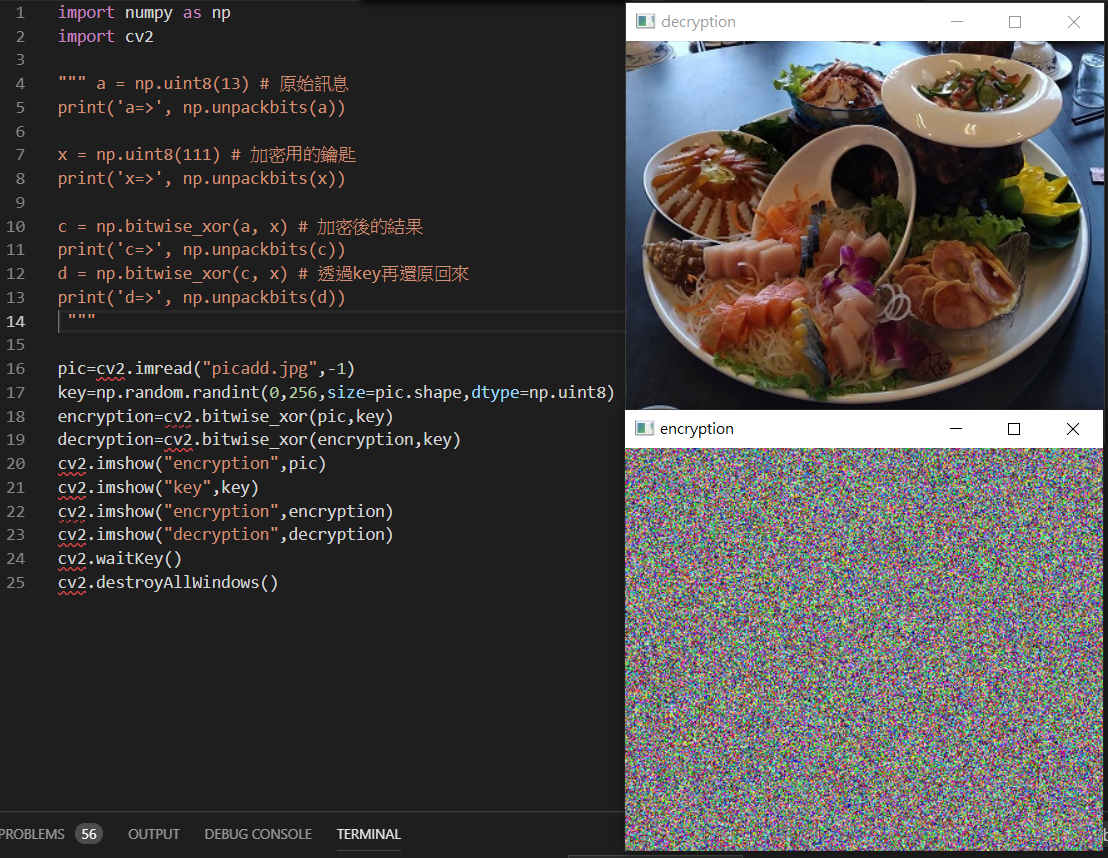 1 import numpy as np
2 import cv2
3
4 """ a = np.uint8(13) # 原始訊息
5 print('a=>', np.unpackbits(a))
6
7 x = np.uint8(111) # 加密用的鑰匙
8 print('x=>', np.unpackbits(x))
9
10 c = np.bitwise_xor(a, x) # 加密後的結果
11 print('c=>', np.unpackbits(c))
12 d = np.bitwise_xor(c, x) # 透過key再還原回來
13 print('d=>', np.unpackbits(d))
14 """
15
16 pic=cv2.imread("picadd.jpg",-1)
17 key=np.random.randint(0,256,size=pic.shape,dtype=np.uint8)
18 encryption=cv2.bitwise_xor(pic,key)
19 decryption=cv2.bitwise_xor(encryption,key)
20 cv2.imshow("encryption",pic)
21 cv2.imshow("key",key)
22 cv2.imshow("encryption",encryption)
23 cv2.imshow("decryption",decryption)
24 cv2.waitKey()
25 cv2.destroyAllWindows()
PROBLEMS 56 OUTPUT DEBUG CONSOLE TERMINAL
decryption
encryption